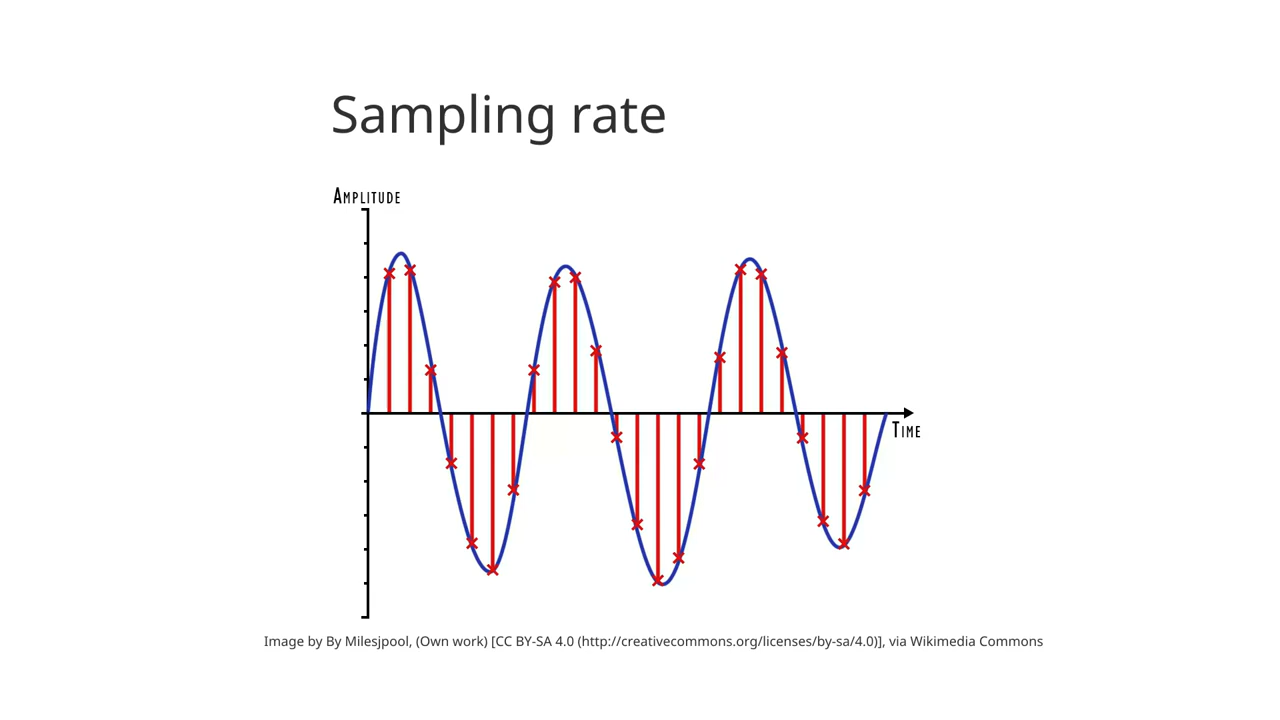 Sampling rate
Amplitude
Time
Image by By Milesjpool, (Own work) [CC BY-SA 4.0 (http://creativecommons.org/licenses/by-sa/4.0)], via Wikimedia Commons